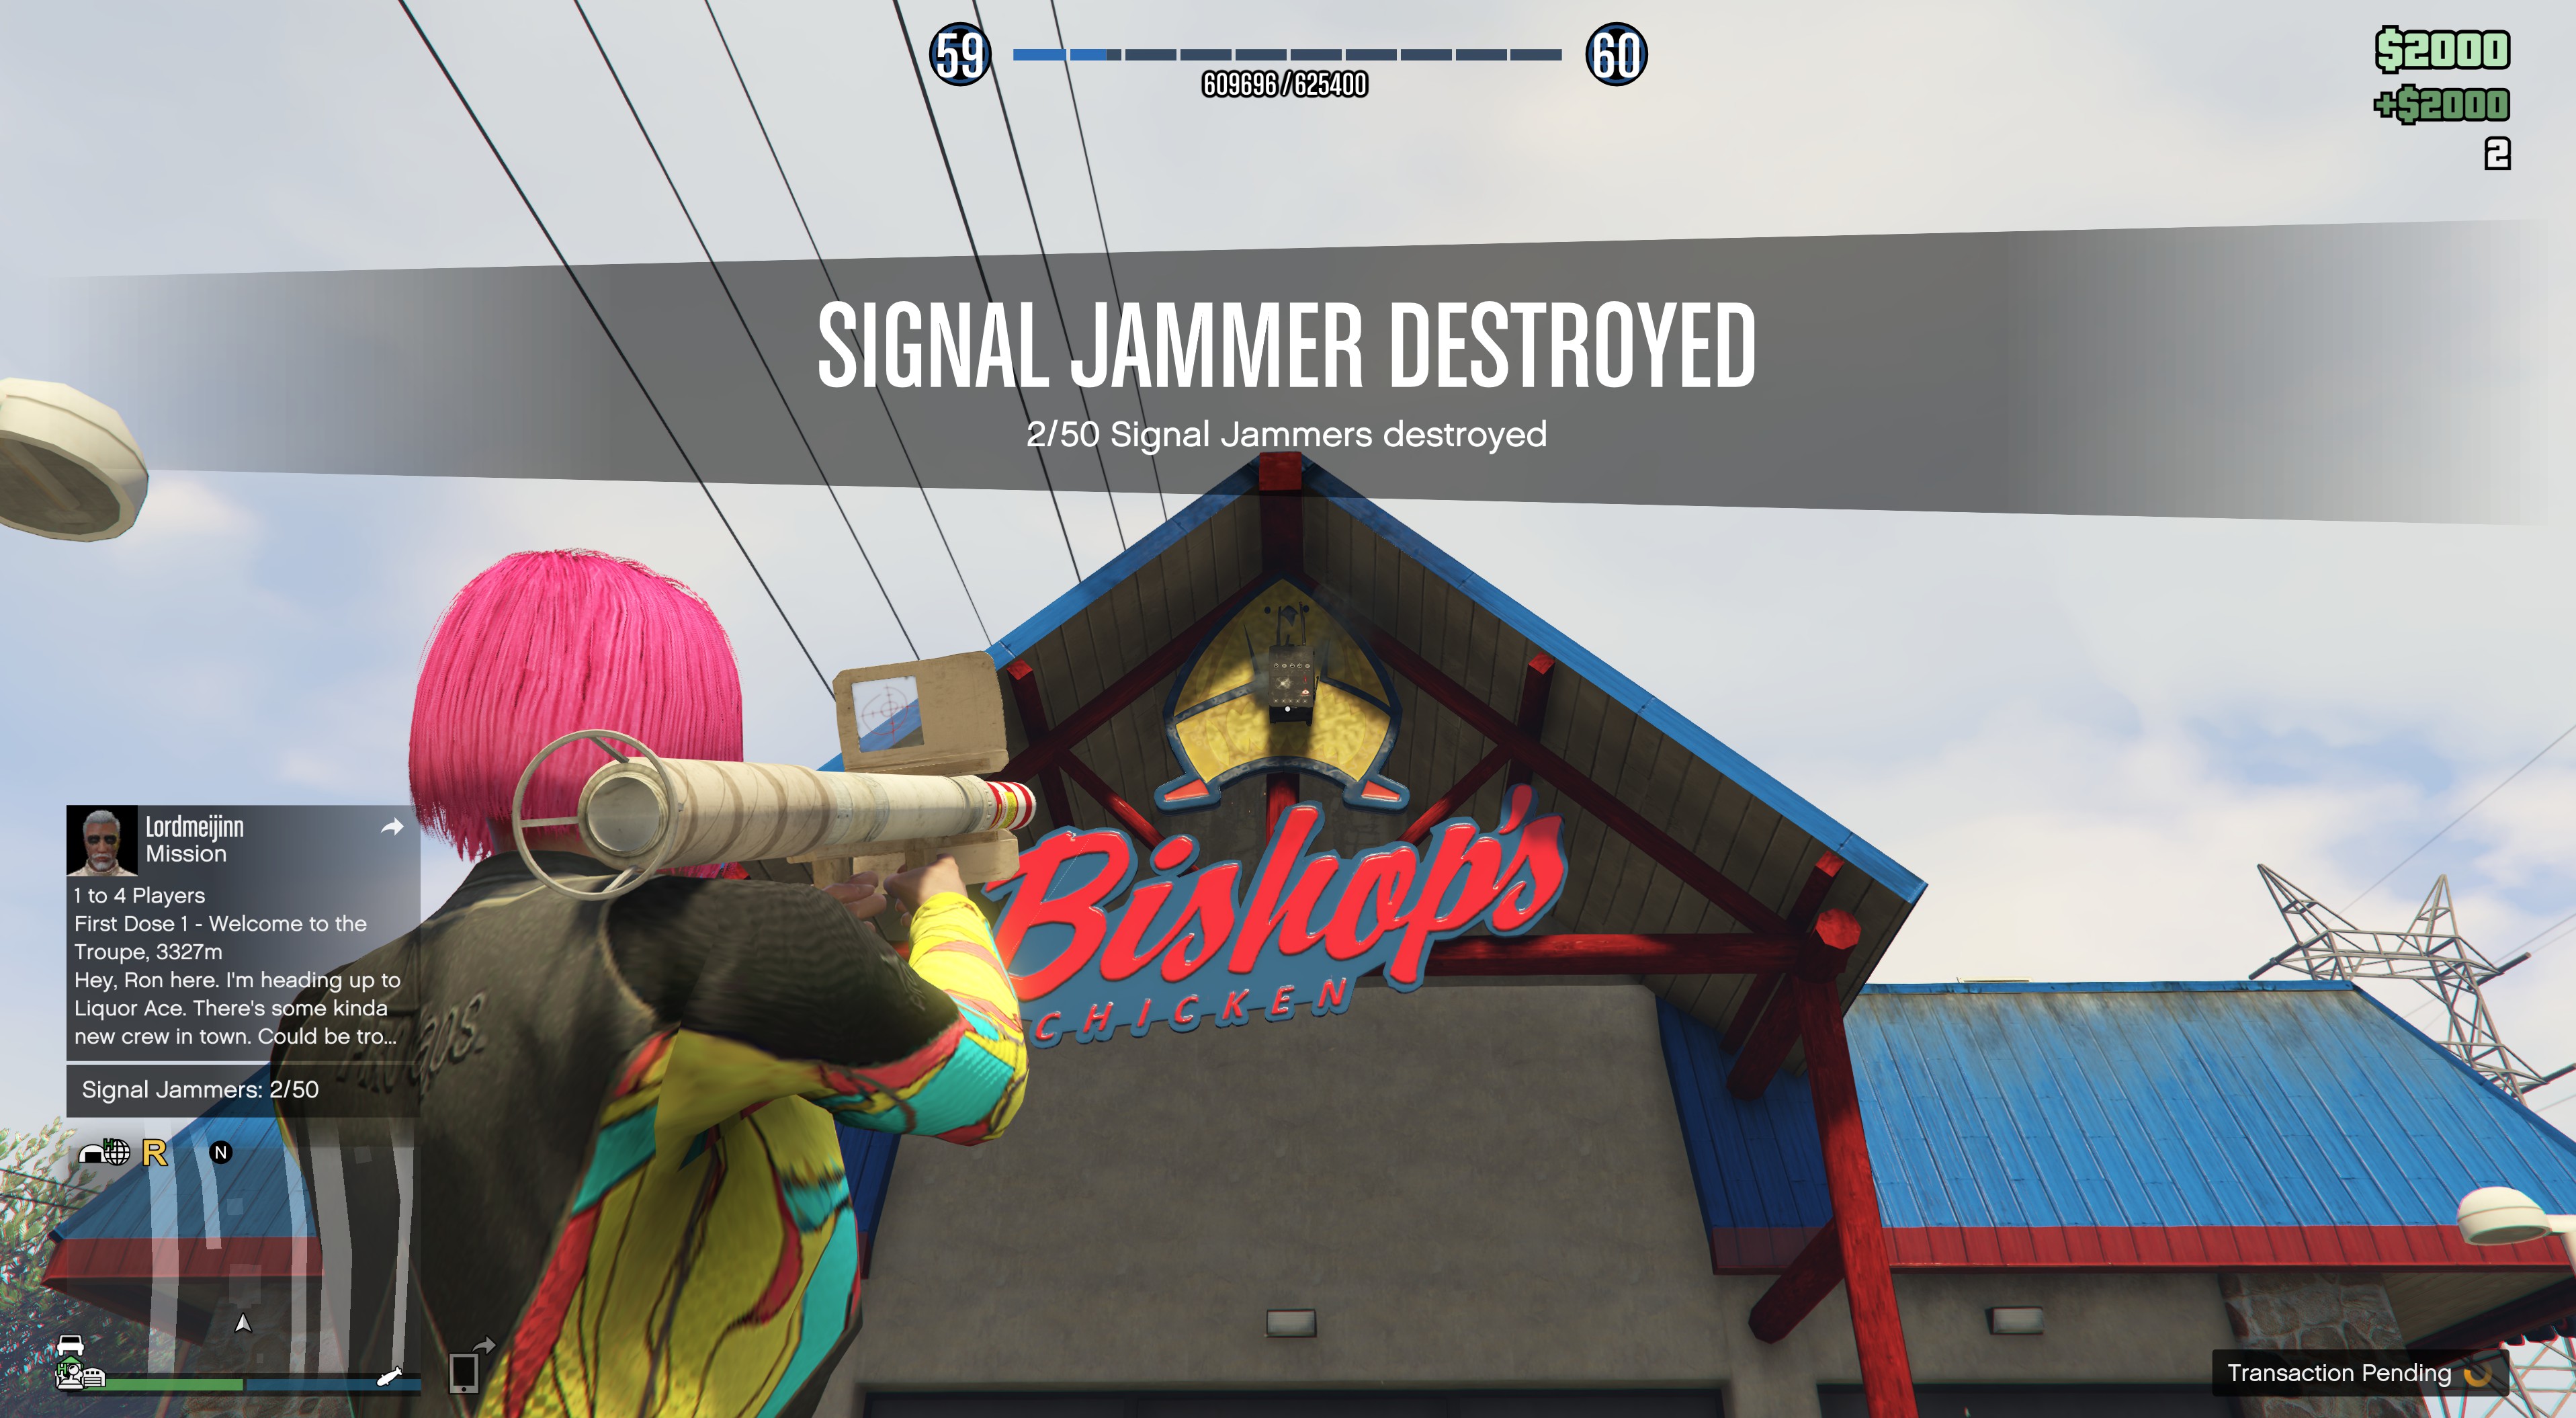 59
60
609696/625400
$2000
+$2000
2
SIGNAL JAMMER DESTROYED
2/50 Signal Jammers destroyed
Bishop's
CHICKEN
Lordmeijinn
Mission
1 to 4 Players
First Dose 1 - Welcome to the
Troupe, 3327m
Hey, Ron here. I'm heading up to
Liquor Ace. There's some kinda
new crew in town. Could be tro...
Signal Jammers: 2/50
R
N
Transaction Pending